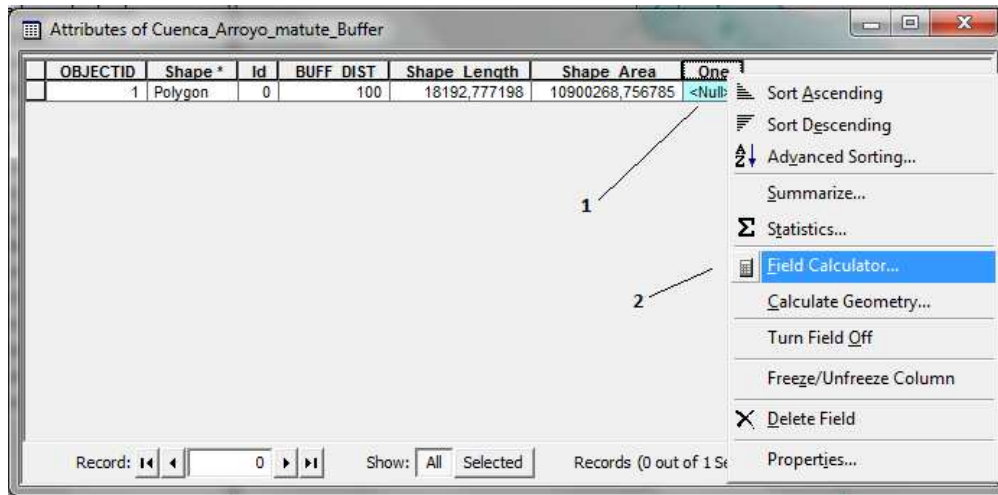 Attributes of Cuenca_Arroyo_matute_Buffer
OBJECTID Shape * Id BUFF_DIST Shape_Length Shape_Area One
1 Polygon 0 100 18192,777198 10900268,756785 <Null>
Sort Ascending
Sort Descending
Advanced Sorting...
Summarize...
Statistics...
Field Calculator...
Calculate Geometry...
Turn Field Off
Freeze/Unfreeze Column
Delete Field
Properties...
1
2
Record: 0 Show: All Selected Records (0 out of 1 Se